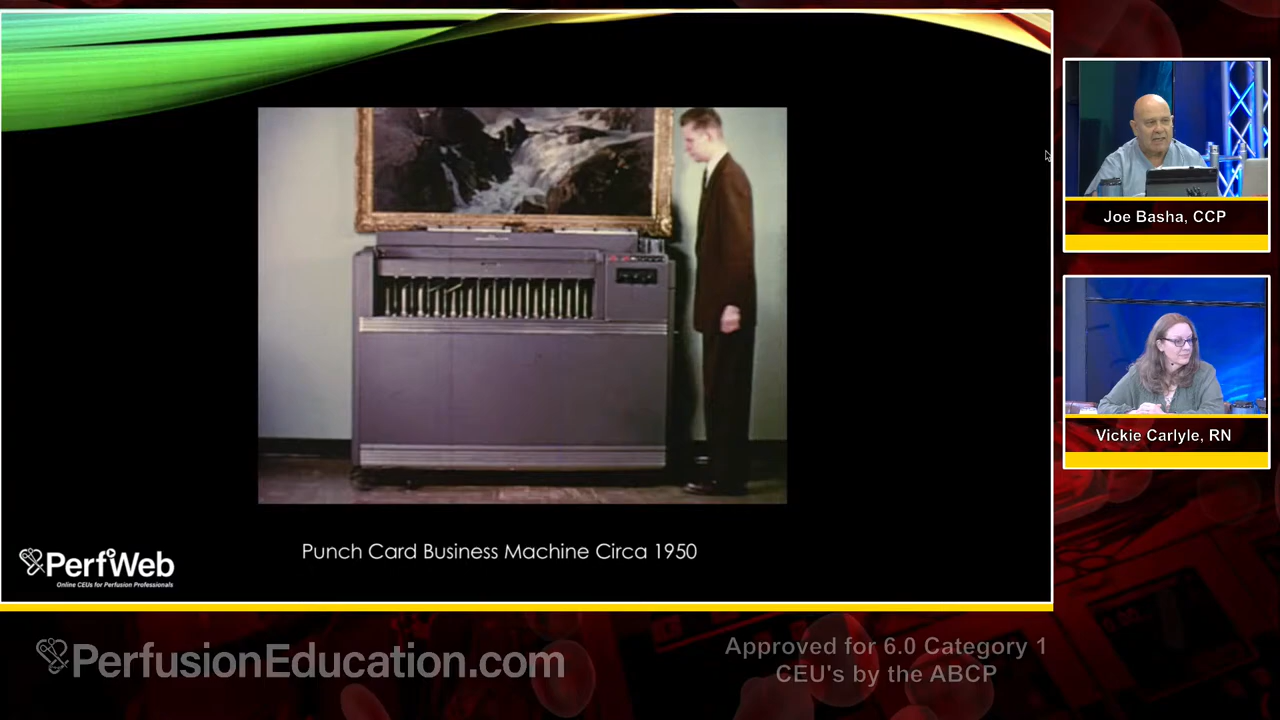 Punch Card Business Machine Circa 1950
PerfWeb
Online CEUs for Perfusion Professionals
Joe Basha, CCP
Vickie Carlyle, RN
PerfusionEducation.com
Approved for 6.0 Category 1
CEU's by the ABCP